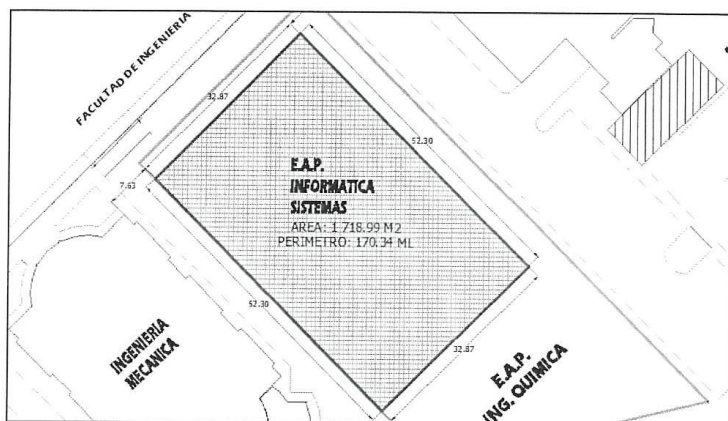 FACULTAD DE INGENIERIA
32.87
52.30
7.63
E.A.P.
INFORMATICA
SISTEMAS
AREA: 1 718.99 M2
PERIMETRO: 170.34 ML
52.30
32.87
INGENIERIA
MECANICA
E.A.P.
ING. QUIMICA